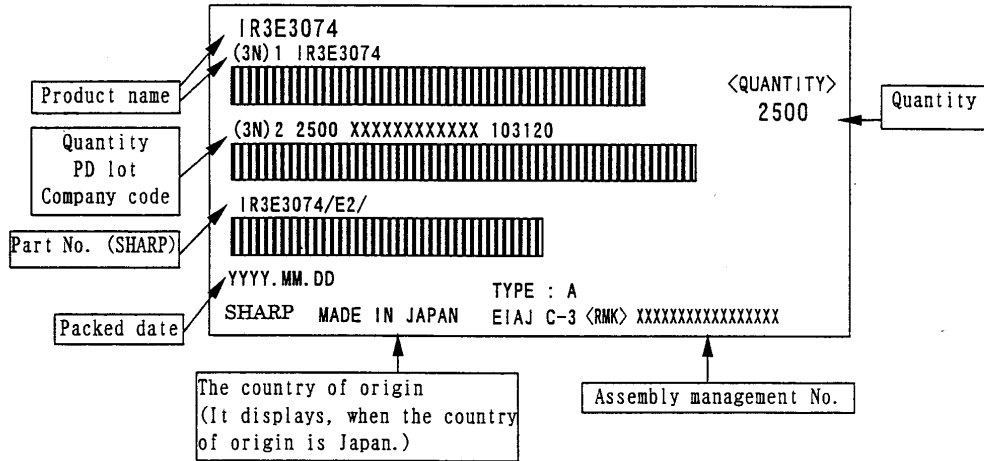 IR3E3074
(3N)1 IR3E3074
Product name
<QUANTITY>
2500
Quantity
(3N)2 2500 XXXXXXXXXXXX 103120
Quantity
PD lot
Company code
IR3E3074/E2/
Part No. (SHARP)
YYYY.MM.DD
TYPE : A
Packed date
SHARP MADE IN JAPAN EIAJ C-3 <RMK> XXXXXXXXXXXXXXXXX
The country of origin
(It displays, when the country
of origin is Japan.)
Assembly management No.